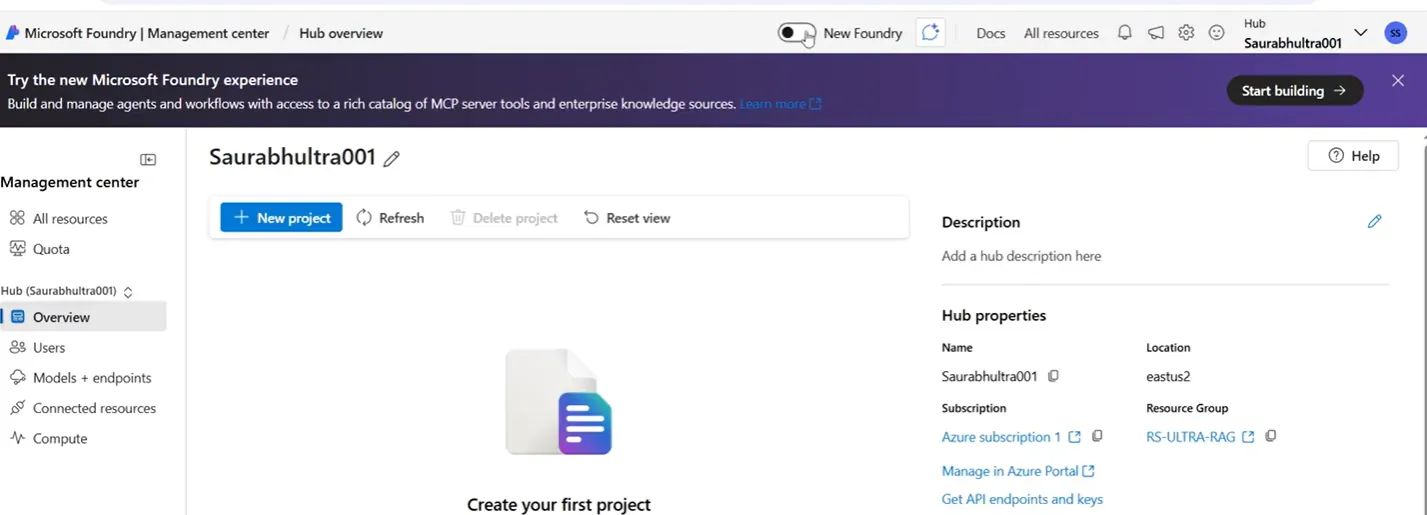 Microsoft Foundry | Management center / Hub overview
New Foundry
Docs
All resources
Hub
Saurabhultra001
SS
Try the new Microsoft Foundry experience
Build and manage agents and workflows with access to a rich catalog of MCP server tools and enterprise knowledge sources. Learn more
Start building →
Management center
All resources
Quota
Hub (Saurabhultra001)
Overview
Users
Models + endpoints
Connected resources
Compute
Saurabhultra001
Help
+ New project
Refresh
Delete project
Reset view
Create your first project
Description
Add a hub description here
Hub properties
Name
Saurabhultra001
Location
eastus2
Subscription
Azure subscription 1
Resource Group
RS-ULTRA-RAG
Manage in Azure Portal
Get API endpoints and keys